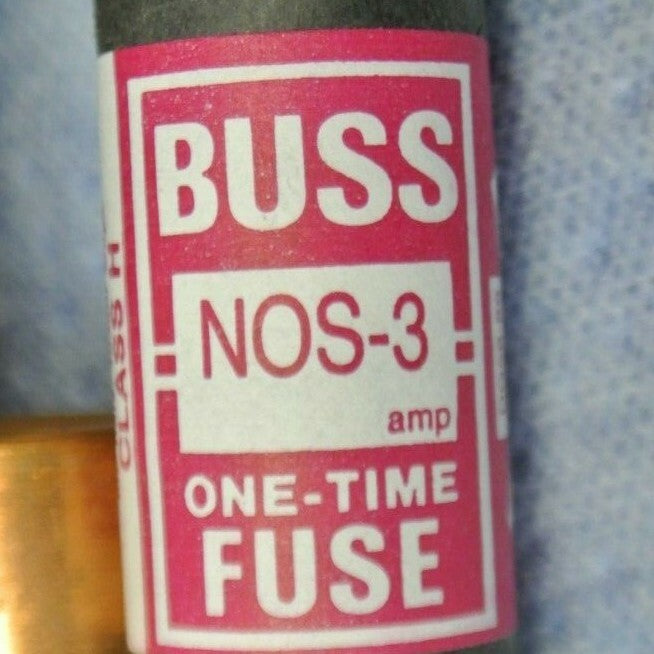 BUSS
NOS-3
amp
ONE-TIME
FUSE
CLASS H